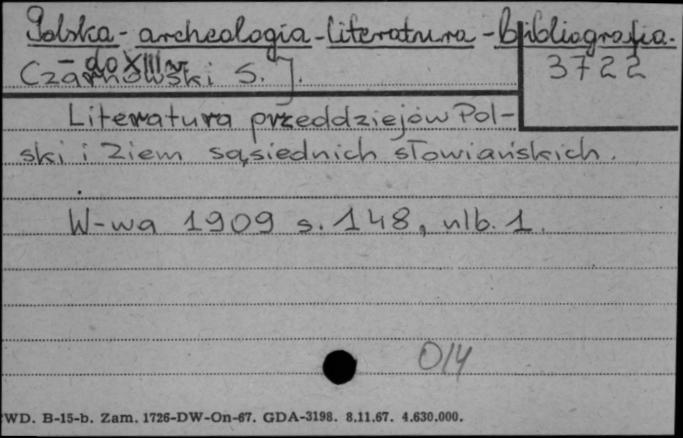 Polska - archeologia - literatura - bibliografia.
- do XIII w
Czarnowski S. J.
3722
Literatura przeddziejów Pol-
ski i Ziem sąsiednich słowiańskich.
W-wa 1909 s. 148, nlb. 1.
O/4
WD. B-15-b. Zam. 1726-DW-On-67. GDA-3198. 8.11.67. 4.630.000.